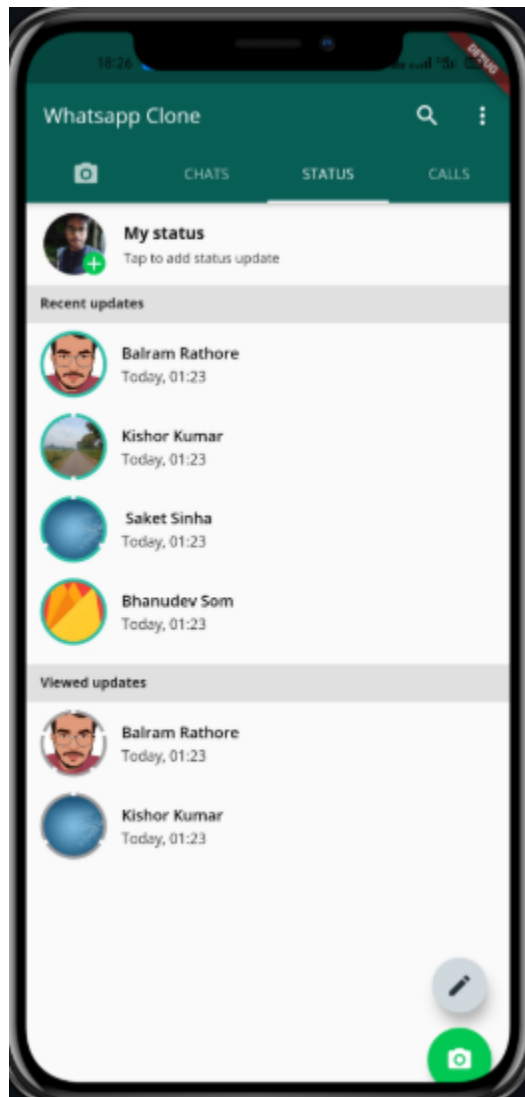 18:26
DEBUG
Whatsapp Clone
CHATS STATUS CALLS
My status
Tap to add status update
Recent updates
Balram Rathore
Today, 01:23
Kishor Kumar
Today, 01:23
Saket Sinha
Today, 01:23
Bhanudev Som
Today, 01:23
Viewed updates
Balram Rathore
Today, 01:23
Kishor Kumar
Today, 01:23